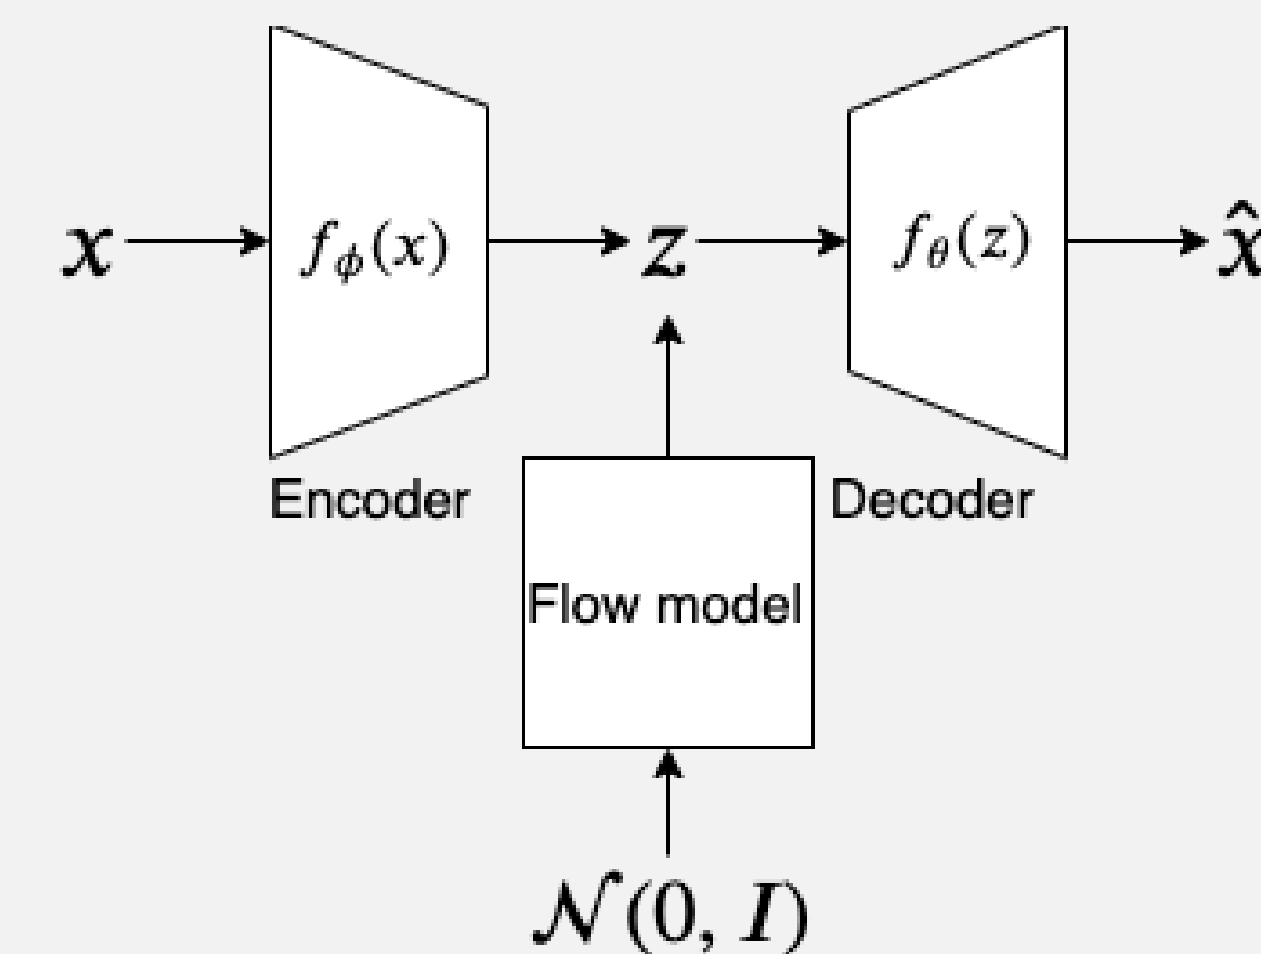 x
f_ϕ(x)
z
f_θ(z)
x̂
Encoder
Decoder
Flow model
𝒩(0, I)